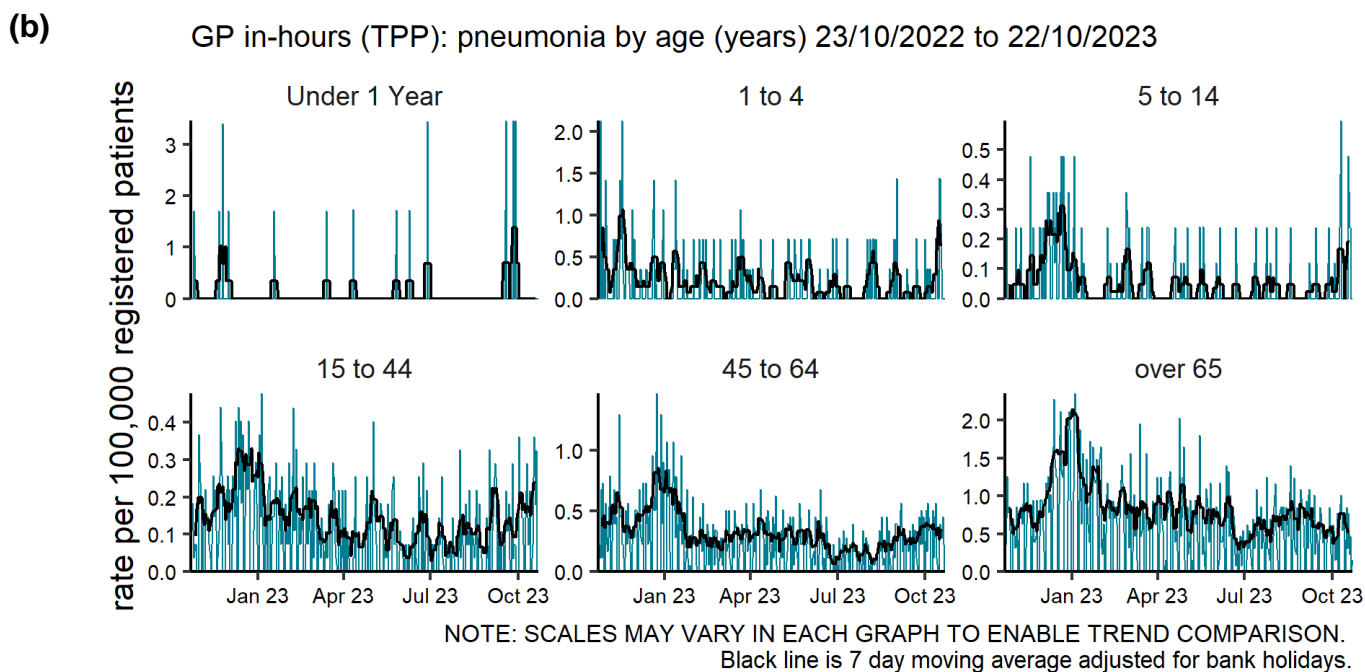 (b)
GP in-hours (TPP): pneumonia by age (years) 23/10/2022 to 22/10/2023
rate per 100,000 registered patients
Under 1 Year
3
2
1
0
1 to 4
2.0
1.5
1.0
0.5
0.0
5 to 14
0.5
0.4
0.3
0.2
0.1
0.0
15 to 44
0.4
0.3
0.2
0.1
0.0
Jan 23 Apr 23 Jul 23 Oct 23
45 to 64
1.0
0.5
0.0
Jan 23 Apr 23 Jul 23 Oct 23
over 65
2.0
1.5
1.0
0.5
0.0
Jan 23 Apr 23 Jul 23 Oct 23
NOTE: SCALES MAY VARY IN EACH GRAPH TO ENABLE TREND COMPARISON.
Black line is 7 day moving average adjusted for bank holidays.